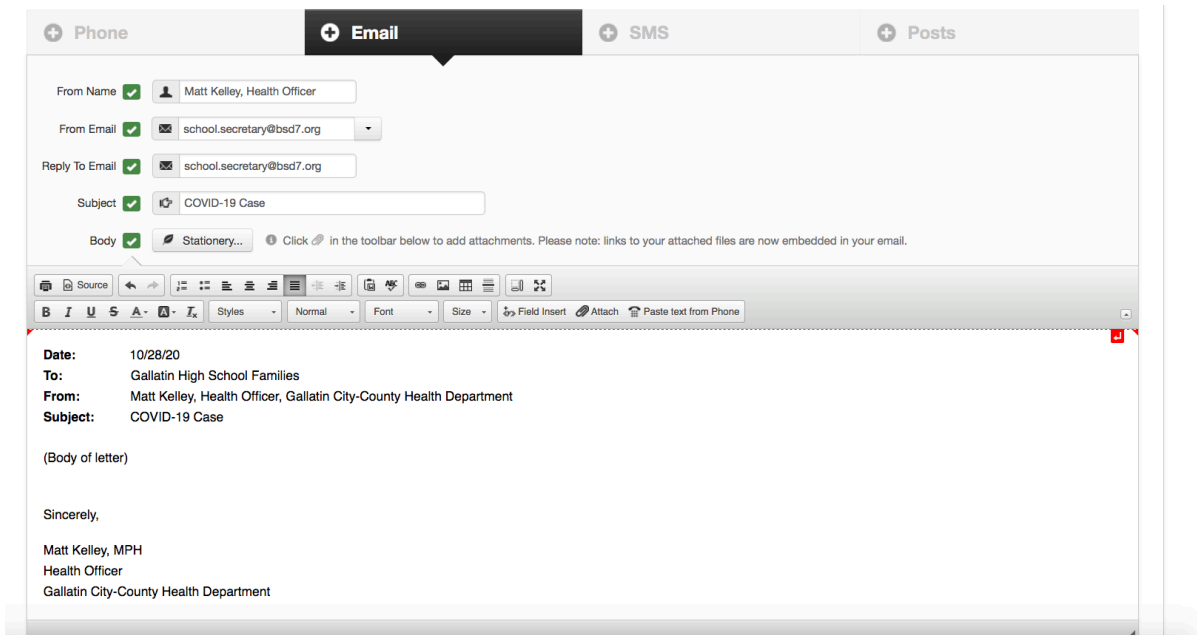 Phone Email SMS Posts
From Name Matt Kelley, Health Officer
From Email school.secretary@bsd7.org
Reply To Email school.secretary@bsd7.org
Subject COVID-19 Case
Body Stationery... Click in the toolbar below to add attachments. Please note: links to your attached files are now embedded in your email.
Source
B I U S A A Ix Styles Normal Font Size Field Insert Attach Paste text from Phone
Date: 10/28/20
To: Gallatin High School Families
From: Matt Kelley, Health Officer, Gallatin City-County Health Department
Subject: COVID-19 Case
(Body of letter)
Sincerely,
Matt Kelley, MPH
Health Officer
Gallatin City-County Health Department